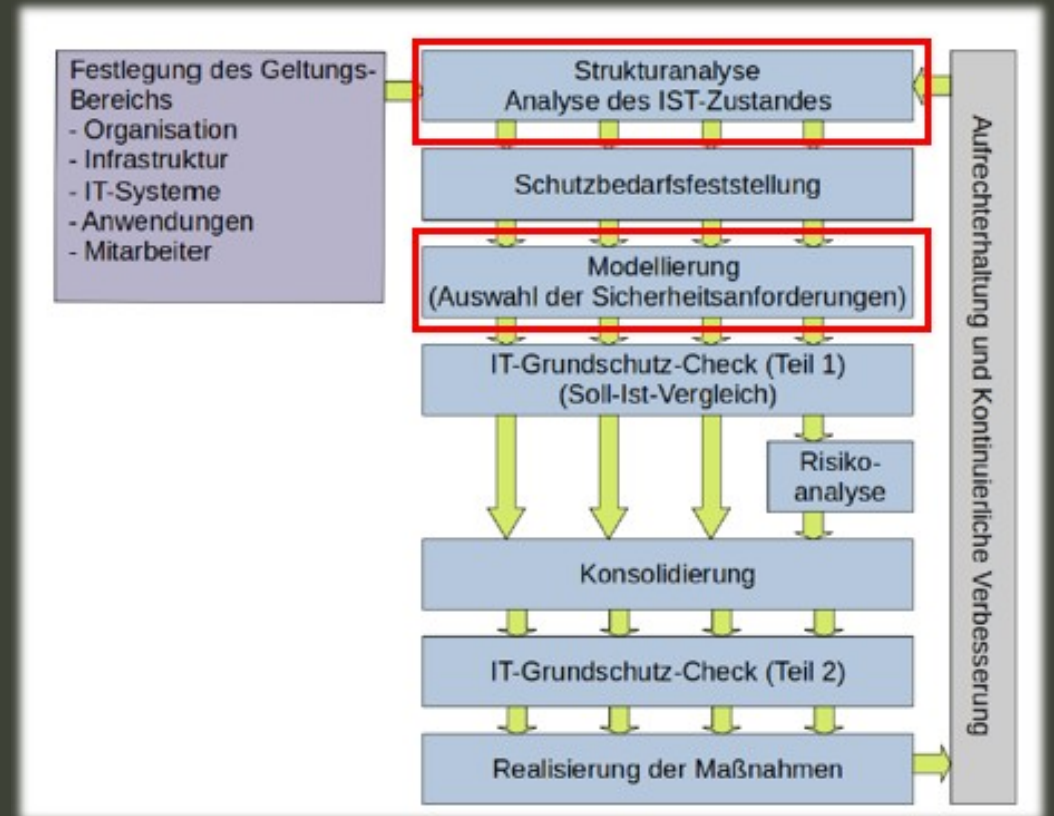 Festlegung des Geltungs-
Bereichs
- Organisation
- Infrastruktur
- IT-Systeme
- Anwendungen
- Mitarbeiter
Strukturanalyse
Analyse des IST-Zustandes
Schutzbedarfsfeststellung
Modellierung
(Auswahl der Sicherheitsanforderungen)
IT-Grundschutz-Check (Teil 1)
(Soll-Ist-Vergleich)
Risiko-
analyse
Konsolidierung
IT-Grundschutz-Check (Teil 2)
Realisierung der Maßnahmen
Aufrechterhaltung und Kontinuierliche Verbesserung